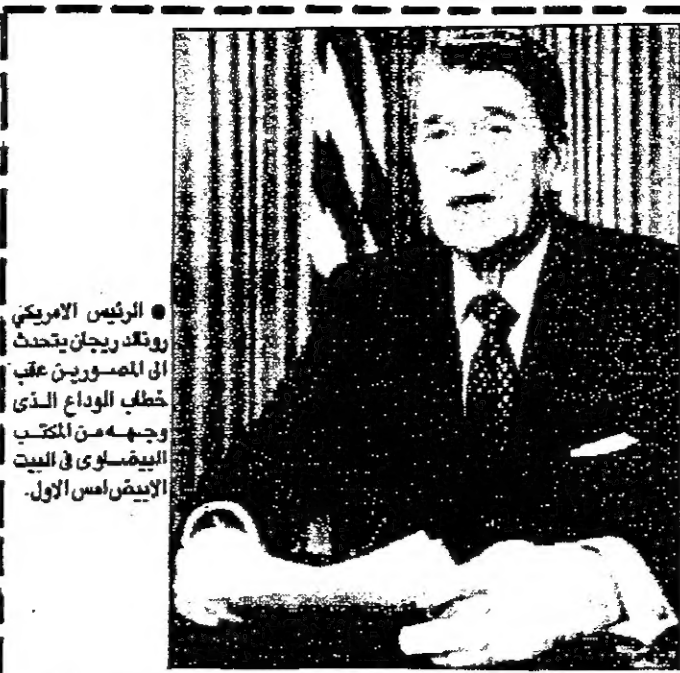 ● الرئيس الامريكي
رونالد ريجان يتحدث
الى المصورين عقب
خطاب الوداع الذى
وجهه من المكتب
البيضاوى فى البيت
الابيض امس الاول.